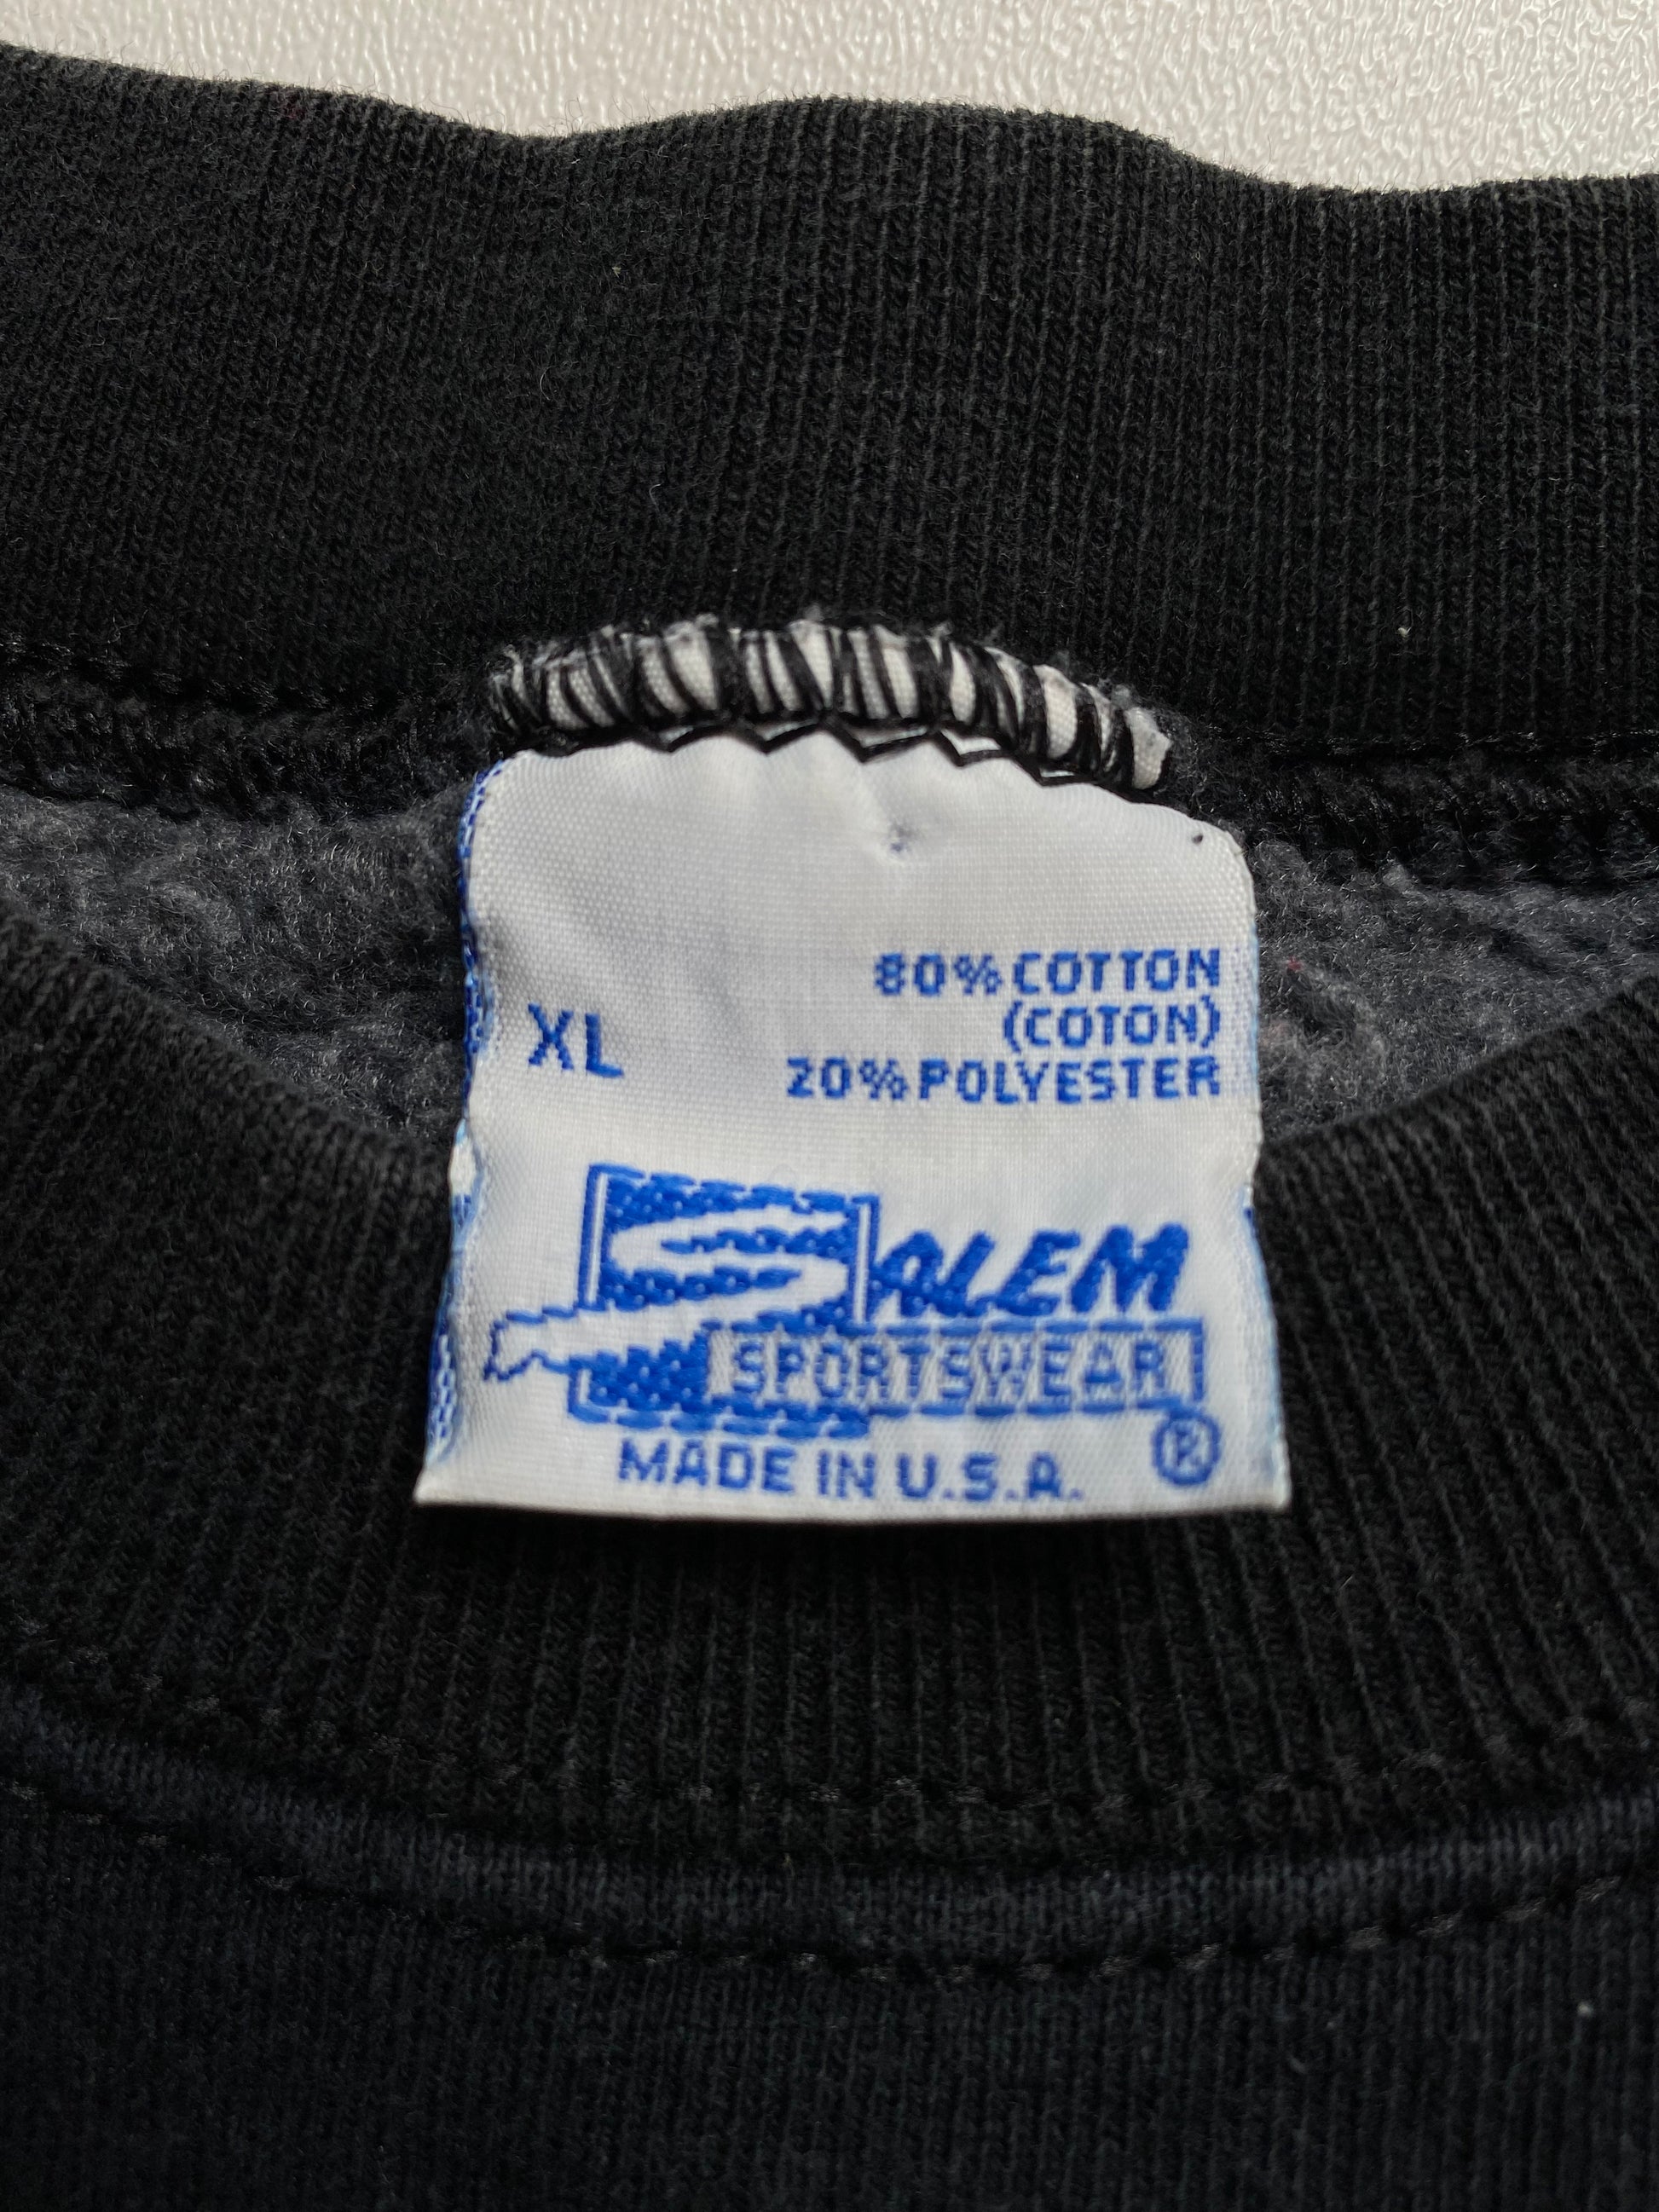 80% COTTON
(COTON)
XL
20% POLYESTER
SALEM
SPORTSWEAR
®
MADE IN U.S.A.